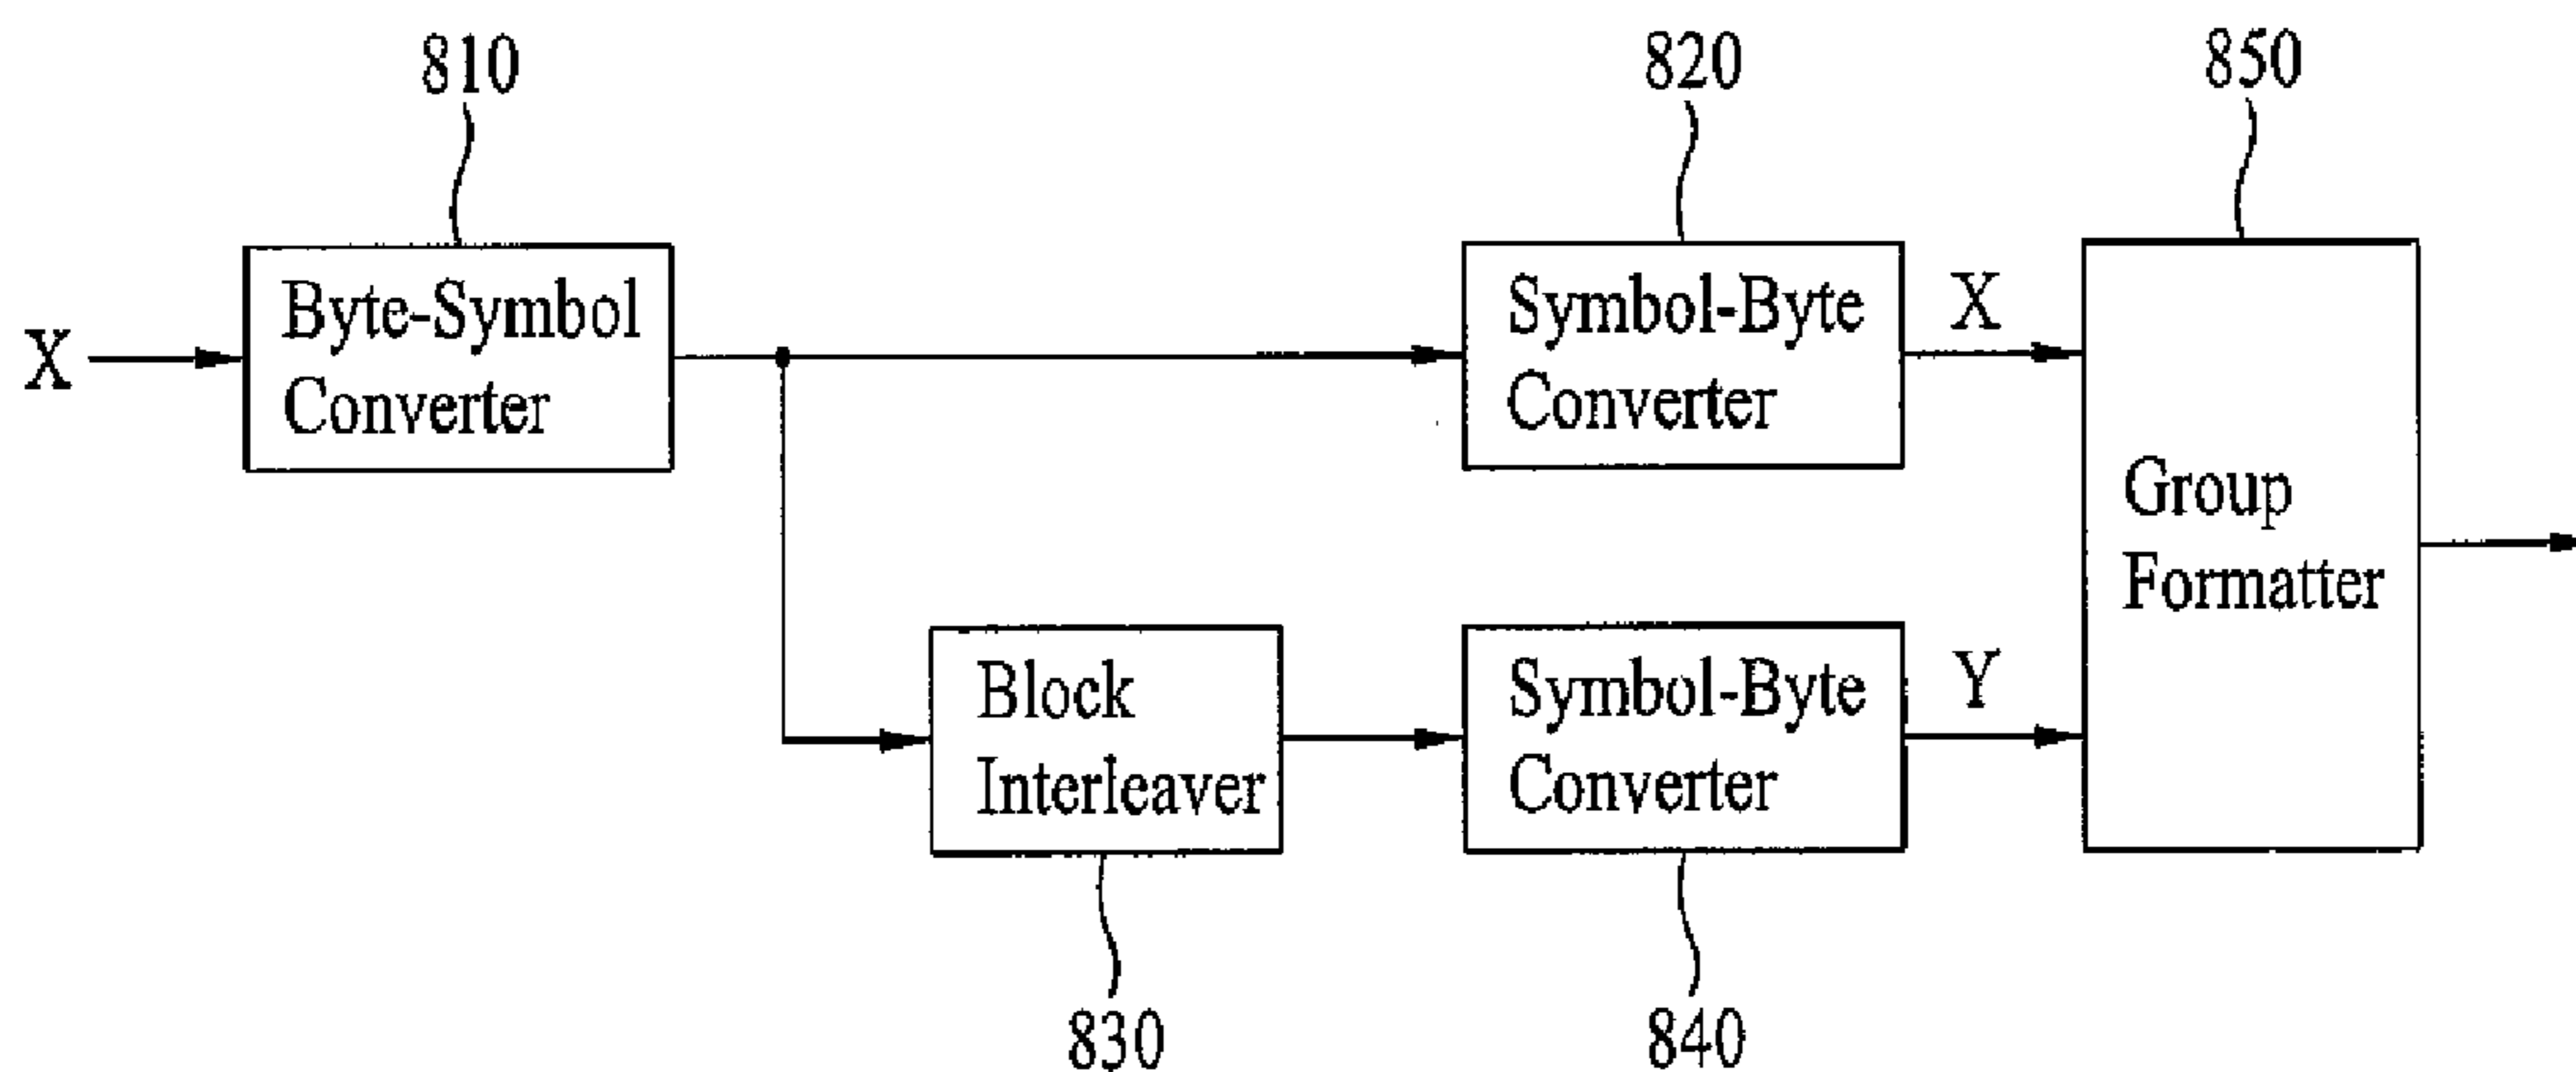 810
820
850
X
Byte-Symbol
Converter
Symbol-Byte
Converter
X
Group
Formatter
Block
Interleaver
Symbol-Byte
Converter
Y
830
840